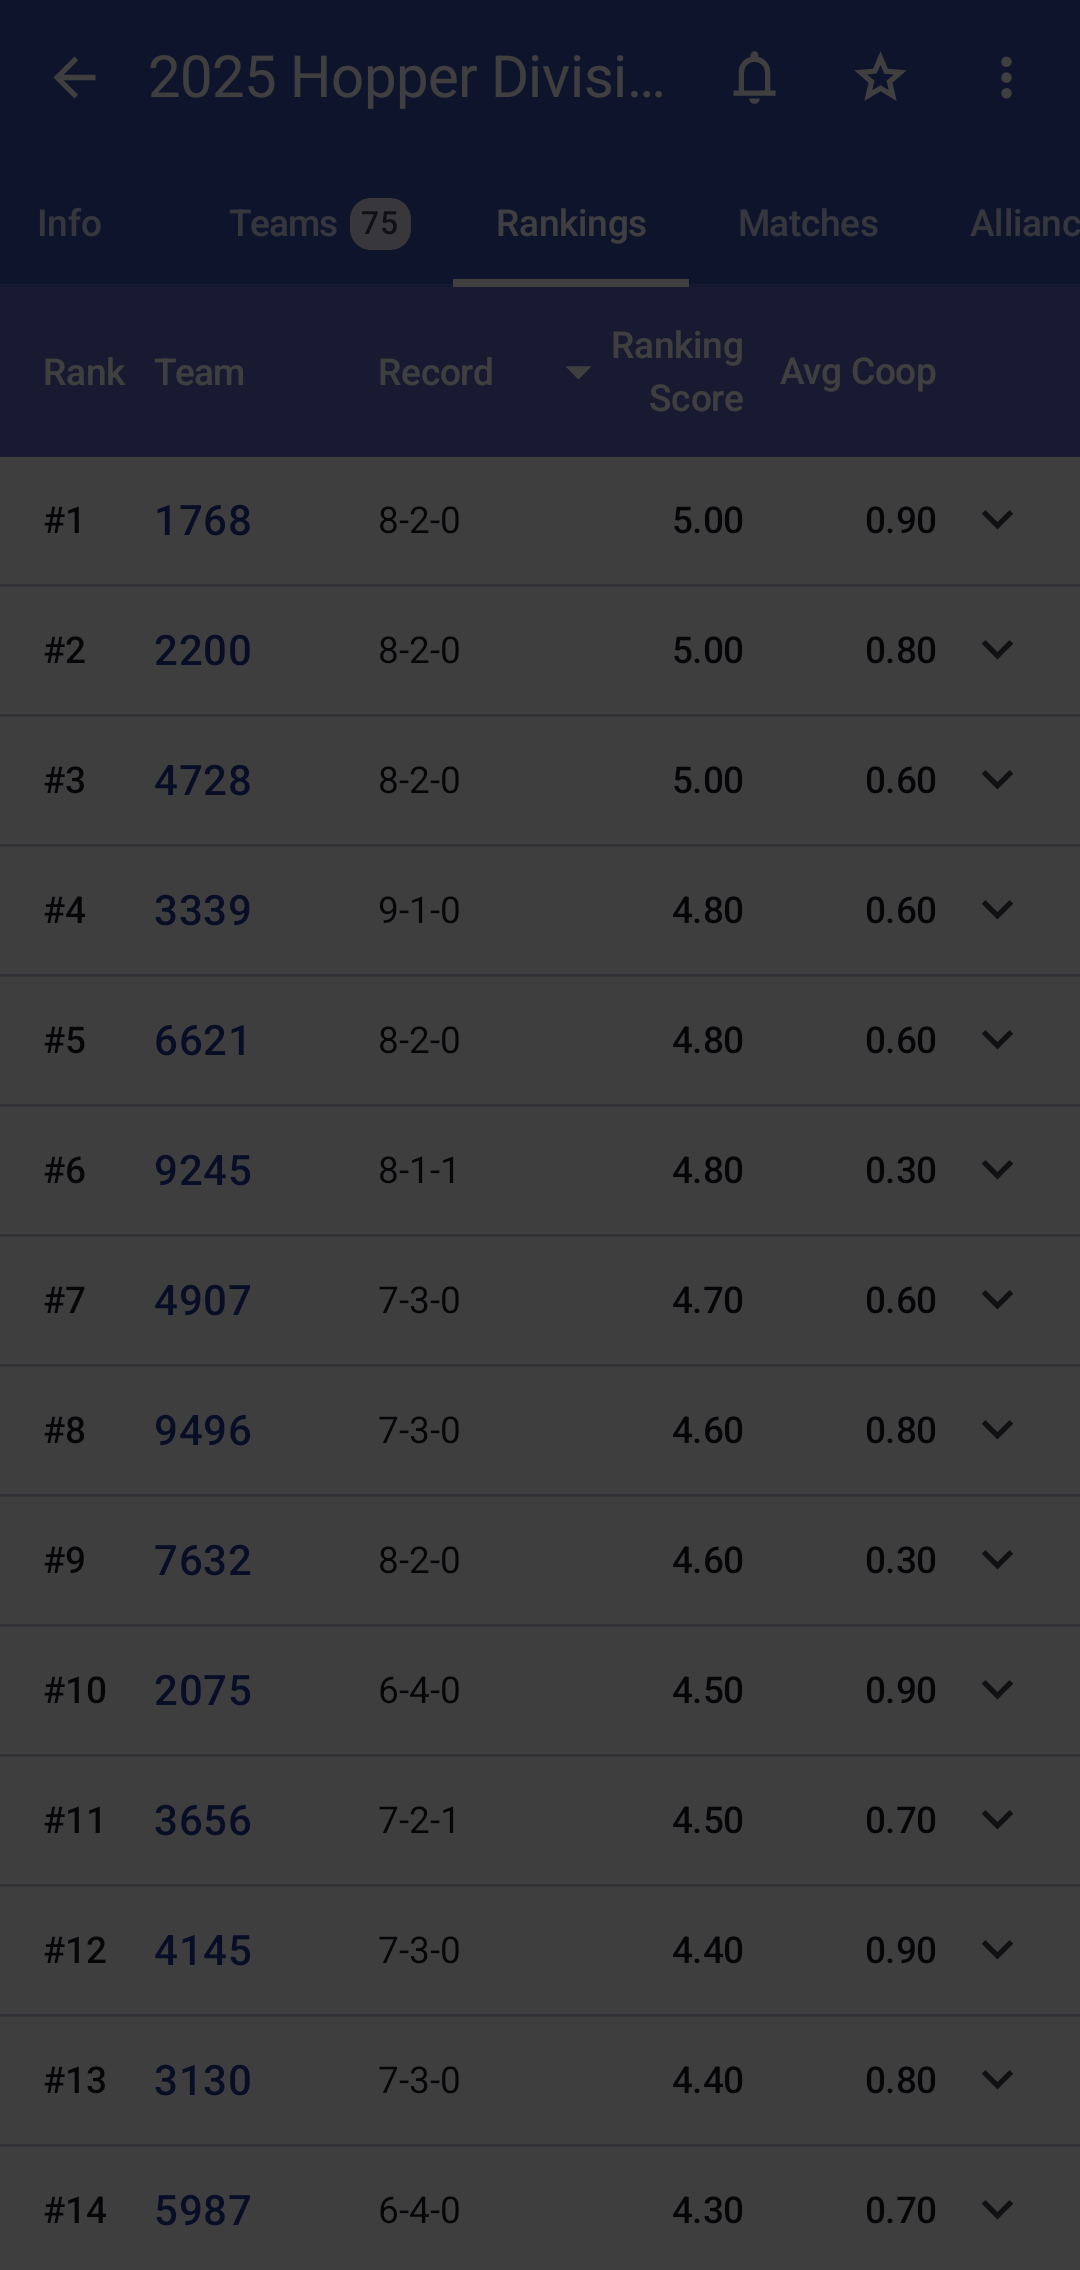 2025 Hopper Divisi...
Info Teams 75 Rankings Matches Allianc
Rank Team Record Ranking Score Avg Coop
#1 1768 8-2-0 5.00 0.90
#2 2200 8-2-0 5.00 0.80
#3 4728 8-2-0 5.00 0.60
#4 3339 9-1-0 4.80 0.60
#5 6621 8-2-0 4.80 0.60
#6 9245 8-1-1 4.80 0.30
#7 4907 7-3-0 4.70 0.60
#8 9496 7-3-0 4.60 0.80
#9 7632 8-2-0 4.60 0.30
#10 2075 6-4-0 4.50 0.90
#11 3656 7-2-1 4.50 0.70
#12 4145 7-3-0 4.40 0.90
#13 3130 7-3-0 4.40 0.80
#14 5987 6-4-0 4.30 0.70